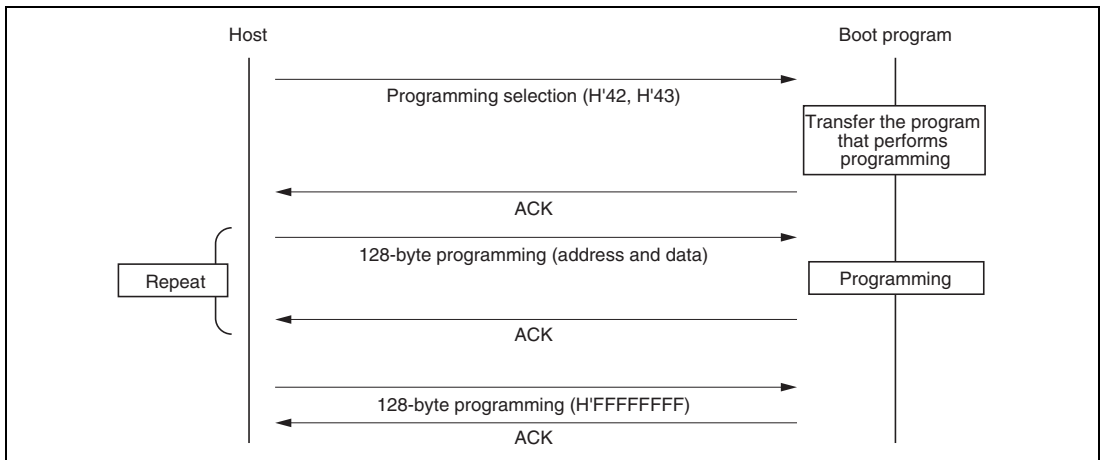 Host
Boot program
Programming selection (H'42, H'43)
Transfer the program
that performs
programming
ACK
128-byte programming (address and data)
Repeat
Programming
ACK
128-byte programming (H'FFFFFFFF)
ACK